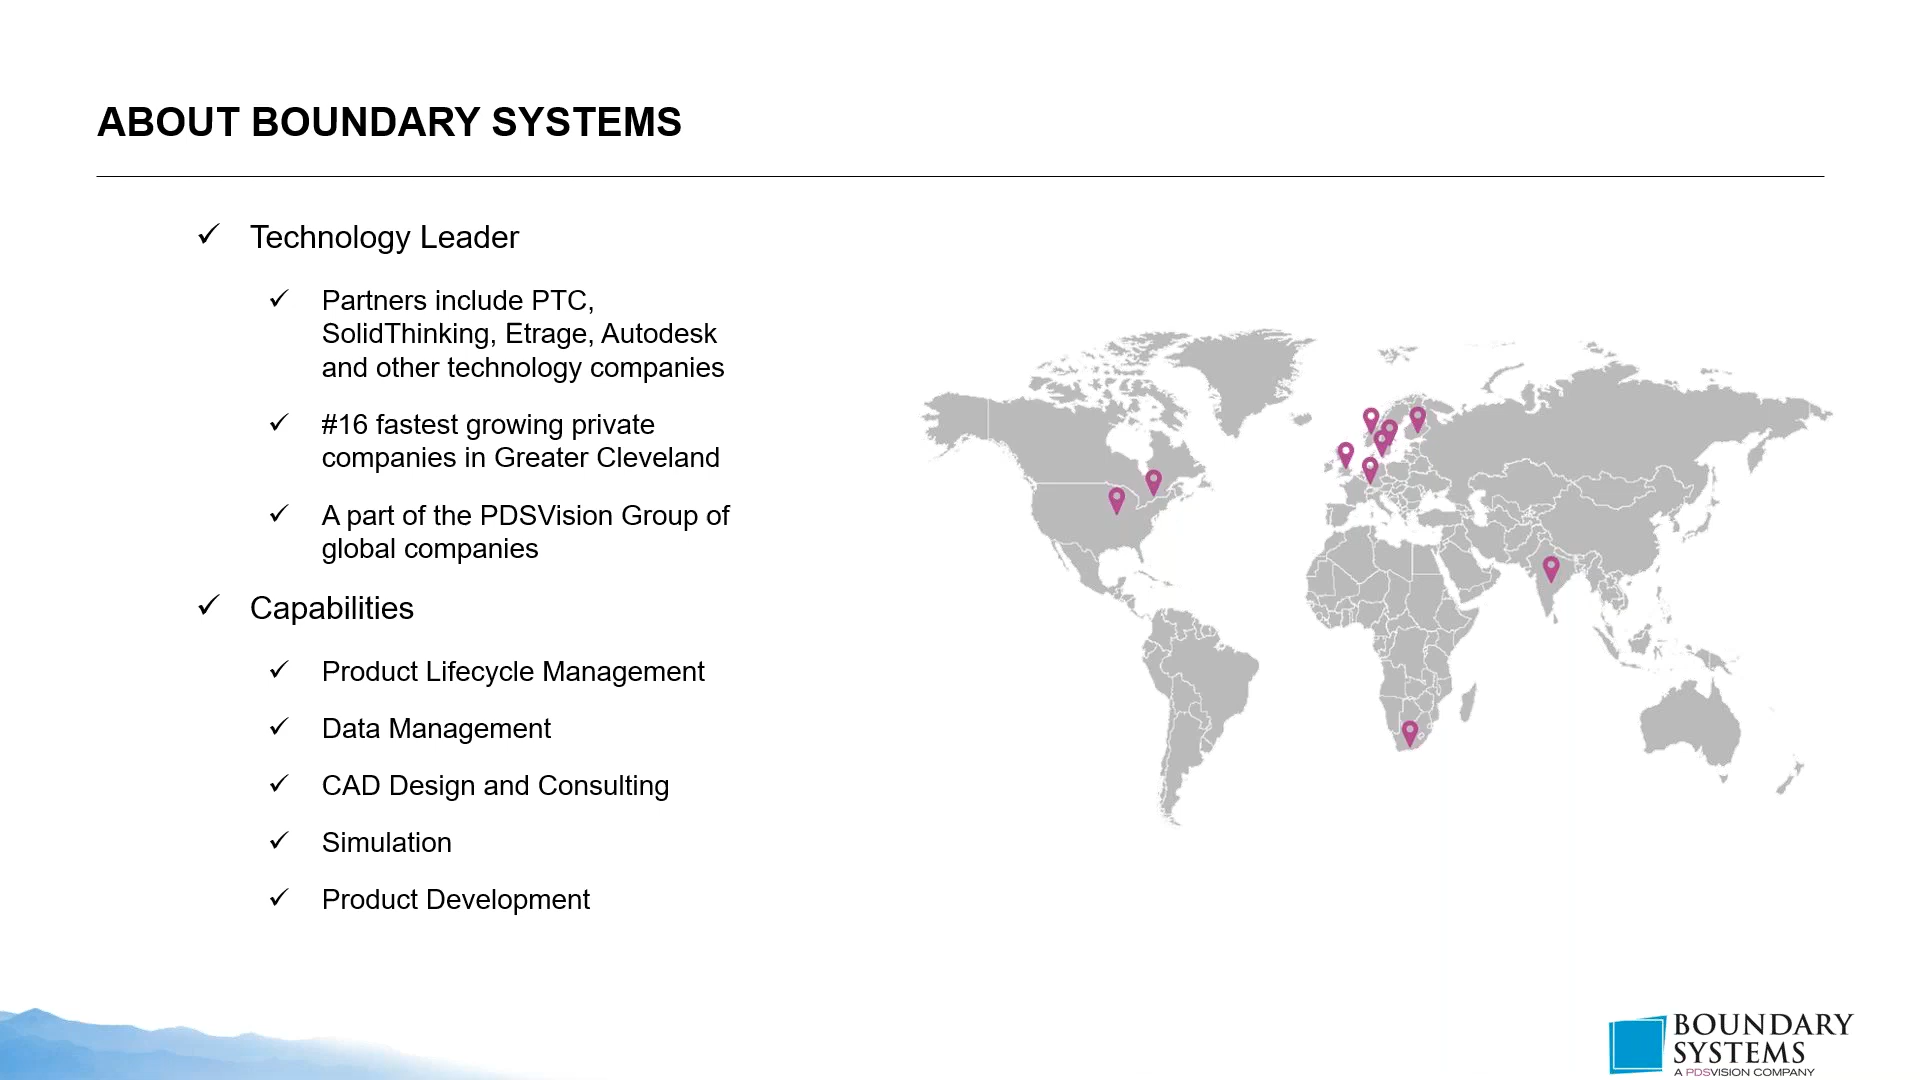 ABOUT BOUNDARY SYSTEMS
Technology Leader
Partners include PTC,
SolidThinking, Etrage, Autodesk
and other technology companies
#16 fastest growing private
companies in Greater Cleveland
A part of the PDSVision Group of
global companies
Capabilities
Product Lifecycle Management
Data Management
CAD Design and Consulting
Simulation
Product Development
BOUNDARY
SYSTEMS
A PDSVISION COMPANY